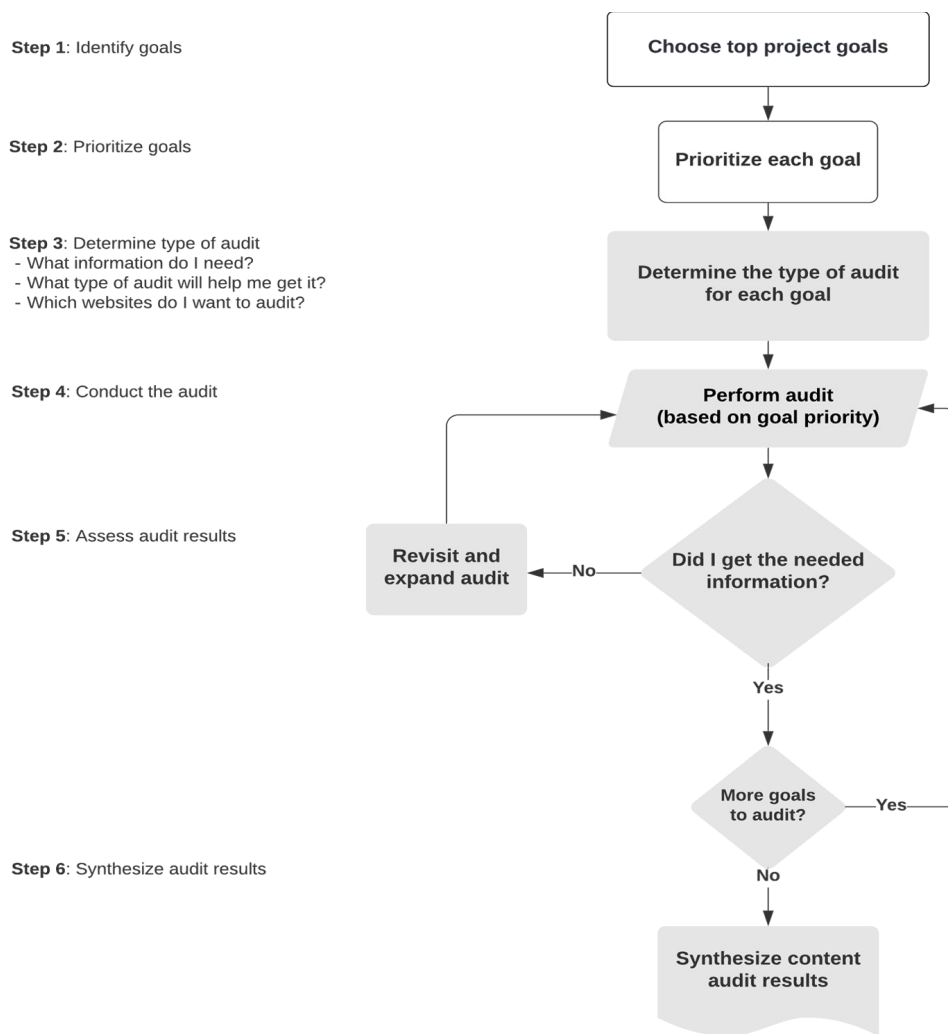 Step 1: Identify goals
Choose top project goals
Step 2: Prioritize goals
Prioritize each goal
Step 3: Determine type of audit
- What information do I need?
- What type of audit will help me get it?
- Which websites do I want to audit?
Determine the type of audit
for each goal
Step 4: Conduct the audit
Perform audit
(based on goal priority)
Step 5: Assess audit results
Revisit and
expand audit
No
Did I get the needed
information?
Yes
More goals
to audit?
Yes
Step 6: Synthesize audit results
No
Synthesize content
audit results